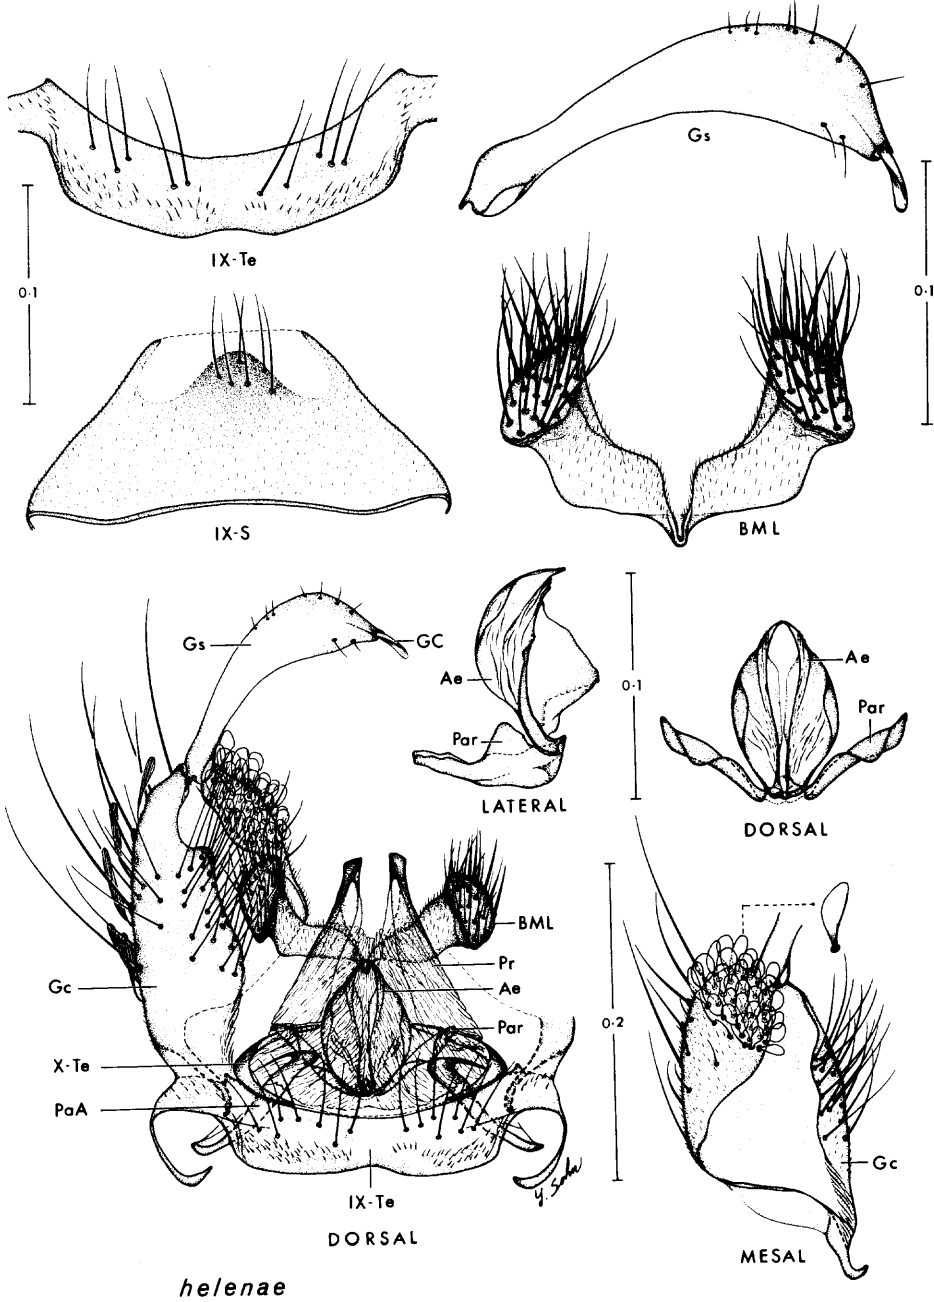 Gs
IX-Te
0·1
0·1
IX-S
BML
Gs
GC
Ae
Par
LATERAL
0·1
Ae
Par
DORSAL
BML
Pr
Ae
Par
Gc
X-Te
PaA
IX-Te
DORSAL
0·2
Gc
MESAL
helenae